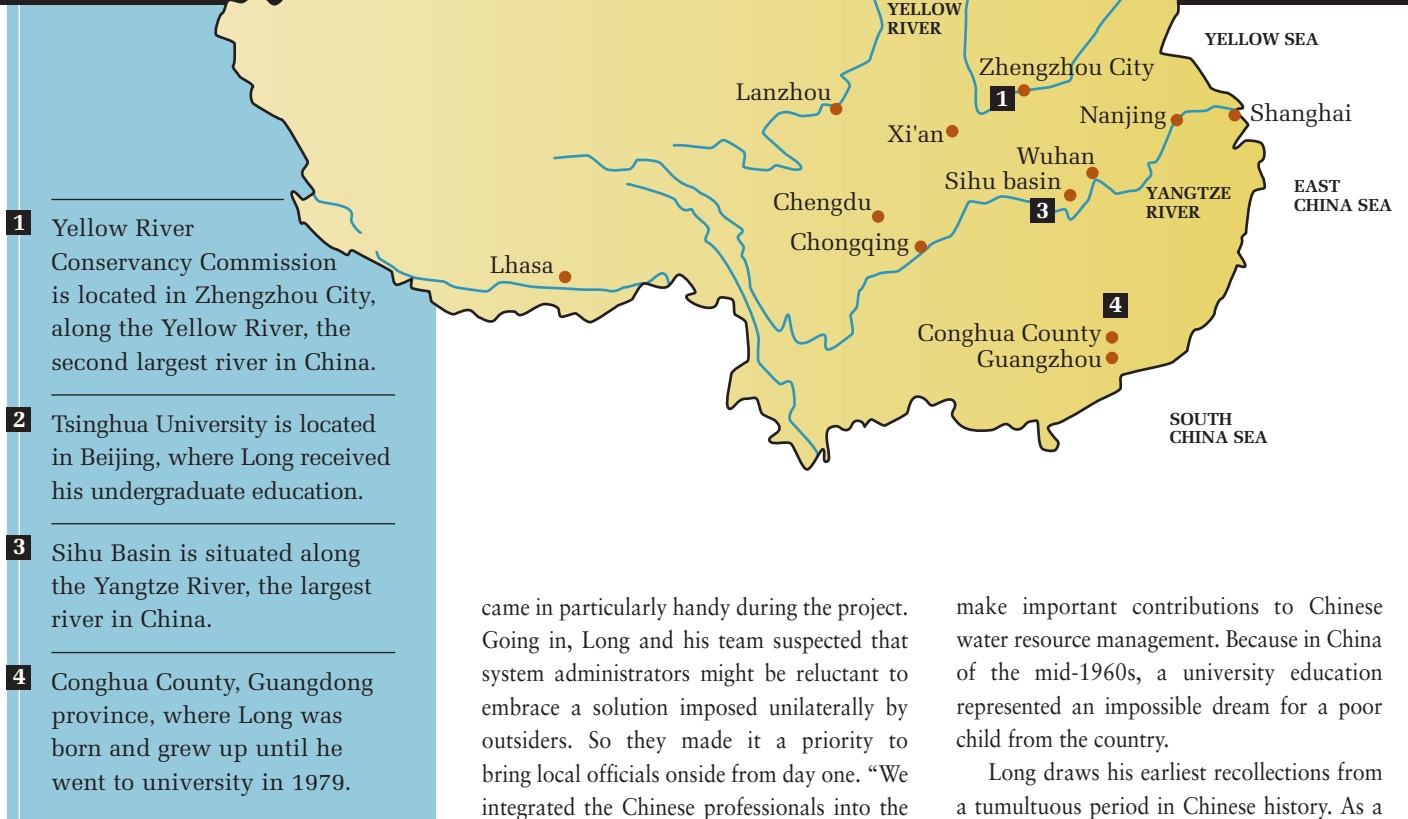 YELLOW
RIVER
YELLOW SEA
Zhengzhou City
Lanzhou
1
Nanjing
Shanghai
Xi'an
Wuhan
Sihu basin
YANGTZE
RIVER
EAST
CHINA SEA
Chengdu
3
Chongqing
Lhasa
4
Conghua County
Guangzhou
SOUTH
CHINA SEA
1 Yellow River
Conservancy Commission
is located in Zhengzhou City,
along the Yellow River, the
second largest river in China.
2 Tsinghua University is located
in Beijing, where Long received
his undergraduate education.
3 Sihu Basin is situated along
the Yangtze River, the largest
river in China.
4 Conghua County, Guangdong
province, where Long was
born and grew up until he
went to university in 1979.
came in particularly handy during the project.
Going in, Long and his team suspected that
system administrators might be reluctant to
embrace a solution imposed unilaterally by
outsiders. So they made it a priority to
bring local officials onside from day one. “We
integrated the Chinese professionals into the
make important contributions to Chinese
water resource management. Because in China
of the mid-1960s, a university education
represented an impossible dream for a poor
child from the country.
Long draws his earliest recollections from
a tumultuous period in Chinese history. As a